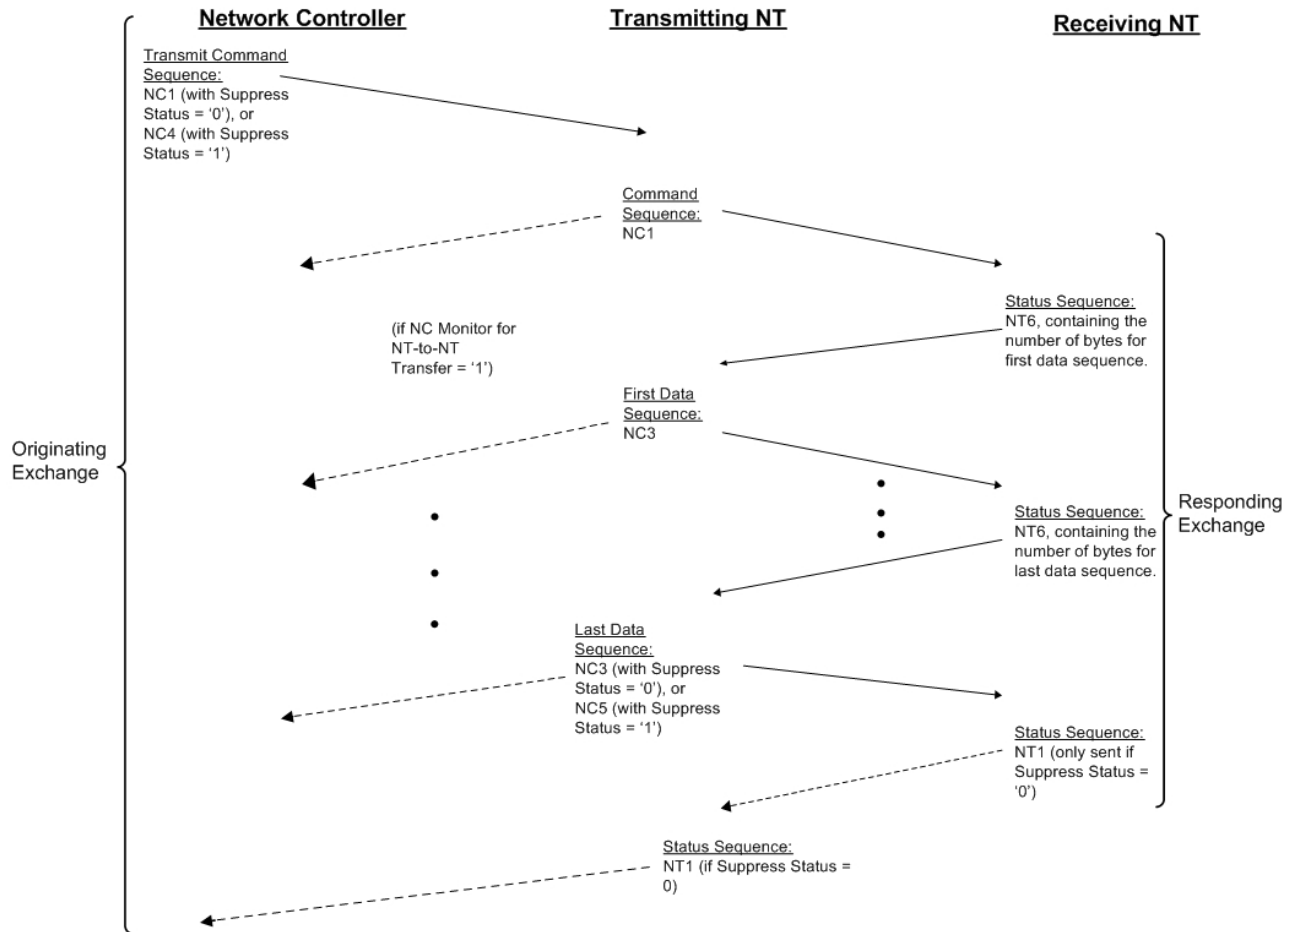 Network Controller
Transmitting NT
Receiving NT
Transmit Command
Sequence:
NC1 (with Suppress
Status = ‘0’), or
NC4 (with Suppress
Status = ‘1’)
Command
Sequence:
NC1
Status Sequence:
NT6, containing the
number of bytes for
first data sequence.
(if NC Monitor for
NT-to-NT
Transfer = ‘1’)
First Data
Sequence:
NC3
Originating
Exchange
Status Sequence:
NT6, containing the
number of bytes for
last data sequence.
Responding
Exchange
Last Data
Sequence:
NC3 (with Suppress
Status = ‘0’), or
NC5 (with Suppress
Status = ‘1’)
Status Sequence:
NT1 (only sent if
Suppress Status =
‘0’)
Status Sequence:
NT1 (if Suppress Status =
0)